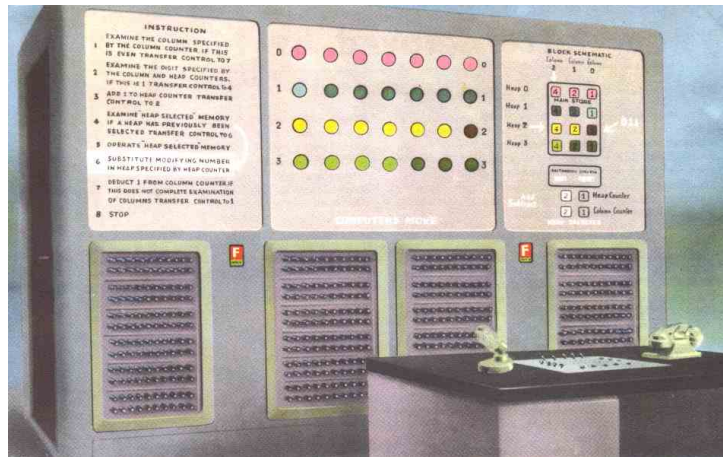 INSTRUCTION
1 EXAMINE THE COLUMN SPECIFIED
BY THE COLUMN COUNTER IF THIS
IS EVEN TRANSFER CONTROL TO 7
2 EXAMINE THE DIGIT SPECIFIED BY
THE COLUMN AND HEAP COUNTERS.
IF THIS IS 1 TRANSFER CONTROL TO 4
3 ADD 1 TO HEAP COUNTER TRANSFER
CONTROL TO 2
4 EXAMINE HEAP SELECTED MEMORY
IF A HEAP HAS PREVIOUSLY BEEN
SELECTED TRANSFER CONTROL TO 6
5 OPERATE "HEAP SELECTED" MEMORY
6 SUBSTITUTE MODIFYING NUMBER
IN HEAP SPECIFIED BY HEAP COUNTER
7 DEDUCT 1 FROM COLUMN COUNTER. IF
THIS DOES NOT COMPLETE EXAMINATION
OF COLUMNS TRANSFER CONTROL TO 1
8 STOP
0 0
1 1
2 2
3 3
COMPUTERS MOVE
F
F
BLOCK SCHEMATIC
Column Column Column
2 1 0
Heap 0 4 2 1
MAIN STORE
Heap 1
Heap 2 4 2
Heap 3 4
011
2 1 Heap Counter
2 1 Column Counter